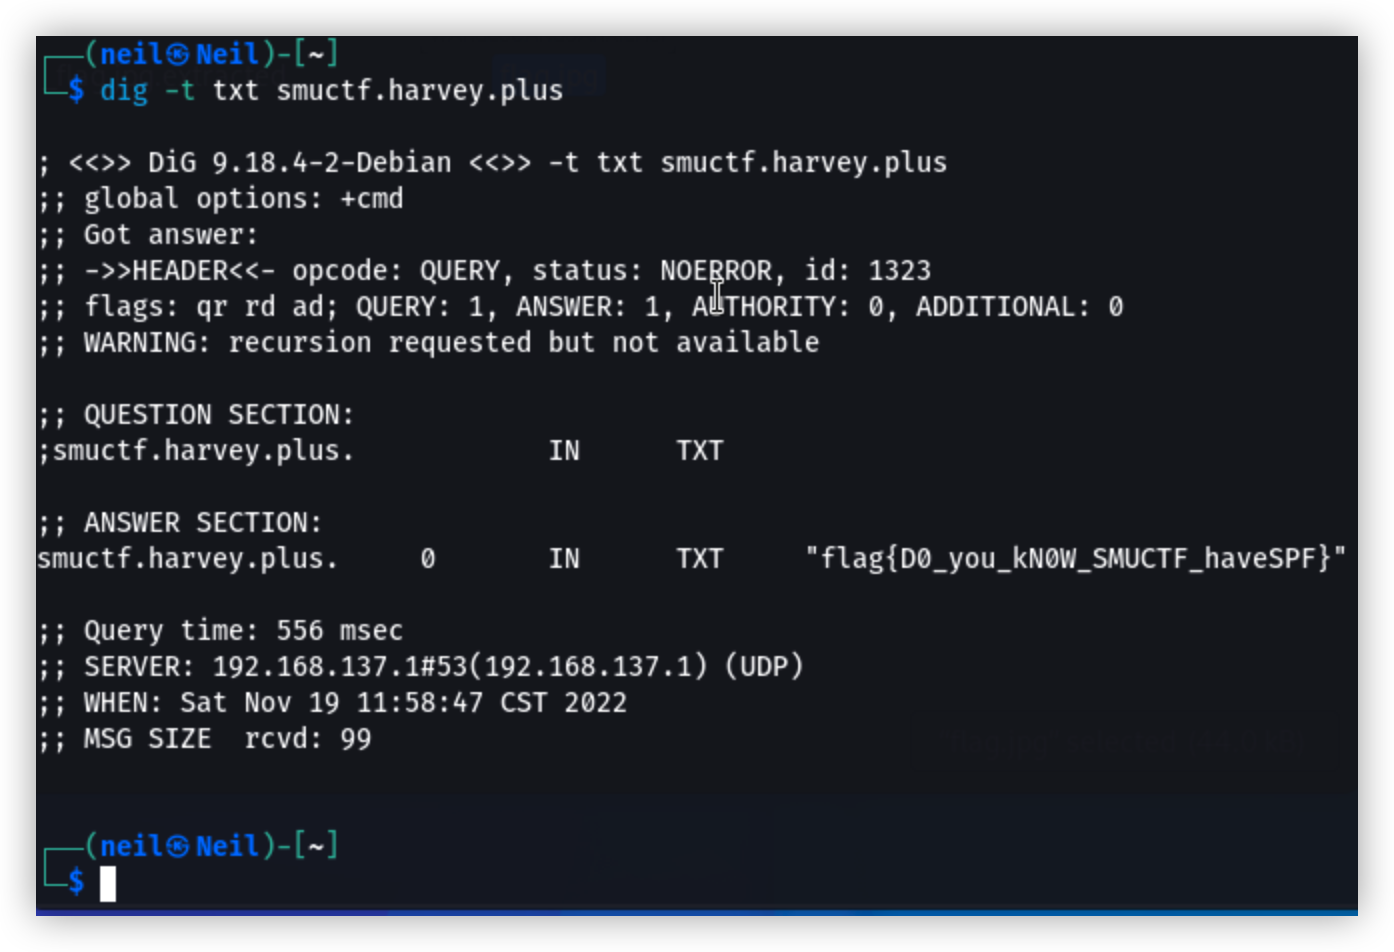 ┌──(neil㉿Neil)-[~]
└─$ dig -t txt smuctf.harvey.plus
; <<>> DiG 9.18.4-2-Debian <<>> -t txt smuctf.harvey.plus
;; global options: +cmd
;; Got answer:
;; ->>HEADER<<- opcode: QUERY, status: NOERROR, id: 1323
;; flags: qr rd ad; QUERY: 1, ANSWER: 1, AUTHORITY: 0, ADDITIONAL: 0
;; WARNING: recursion requested but not available
;; QUESTION SECTION:
;smuctf.harvey.plus. IN TXT
;; ANSWER SECTION:
smuctf.harvey.plus. 0 IN TXT "flag{D0_you_kN0W_SMUCTF_haveSPF}"
;; Query time: 556 msec
;; SERVER: 192.168.137.1#53(192.168.137.1) (UDP)
;; WHEN: Sat Nov 19 11:58:47 CST 2022
;; MSG SIZE rcvd: 99
┌──(neil㉿Neil)-[~]
└─$